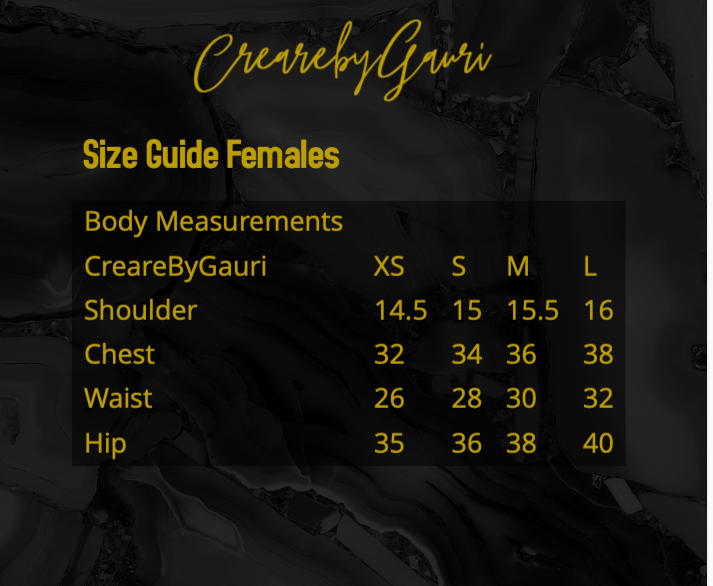 CrearebyGauri
Size Guide Females
Body Measurements
CreareByGauri XS S M L
Shoulder 14.5 15 15.5 16
Chest 32 34 36 38
Waist 26 28 30 32
Hip 35 36 38 40